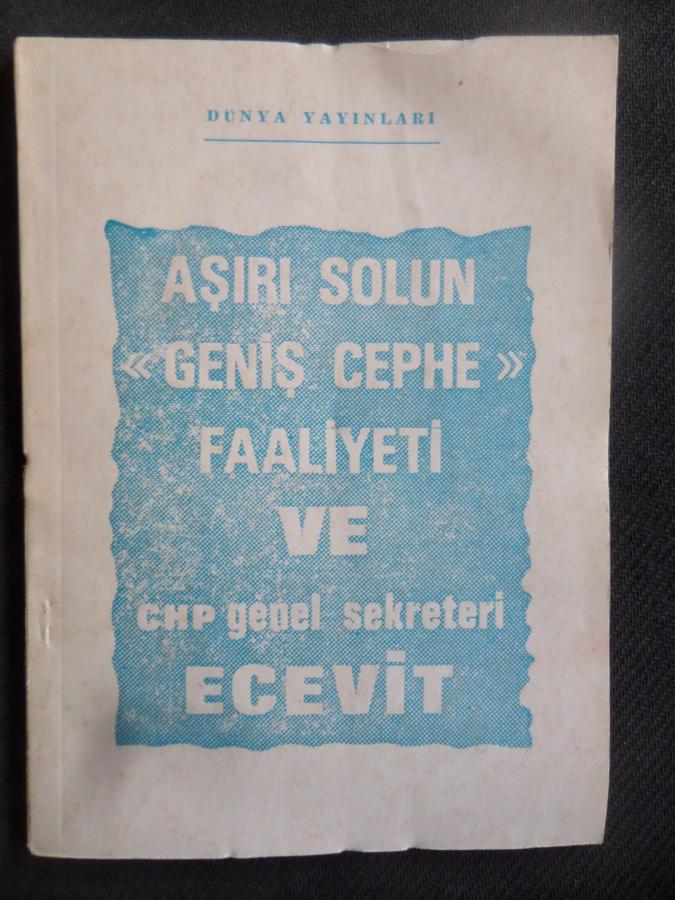 DÜNYA YAYINLARI
AŞIRI SOLUN
« GENİŞ CEPHE »
FAALİYETİ
VE
CHP genel sekreteri
ECEVİT